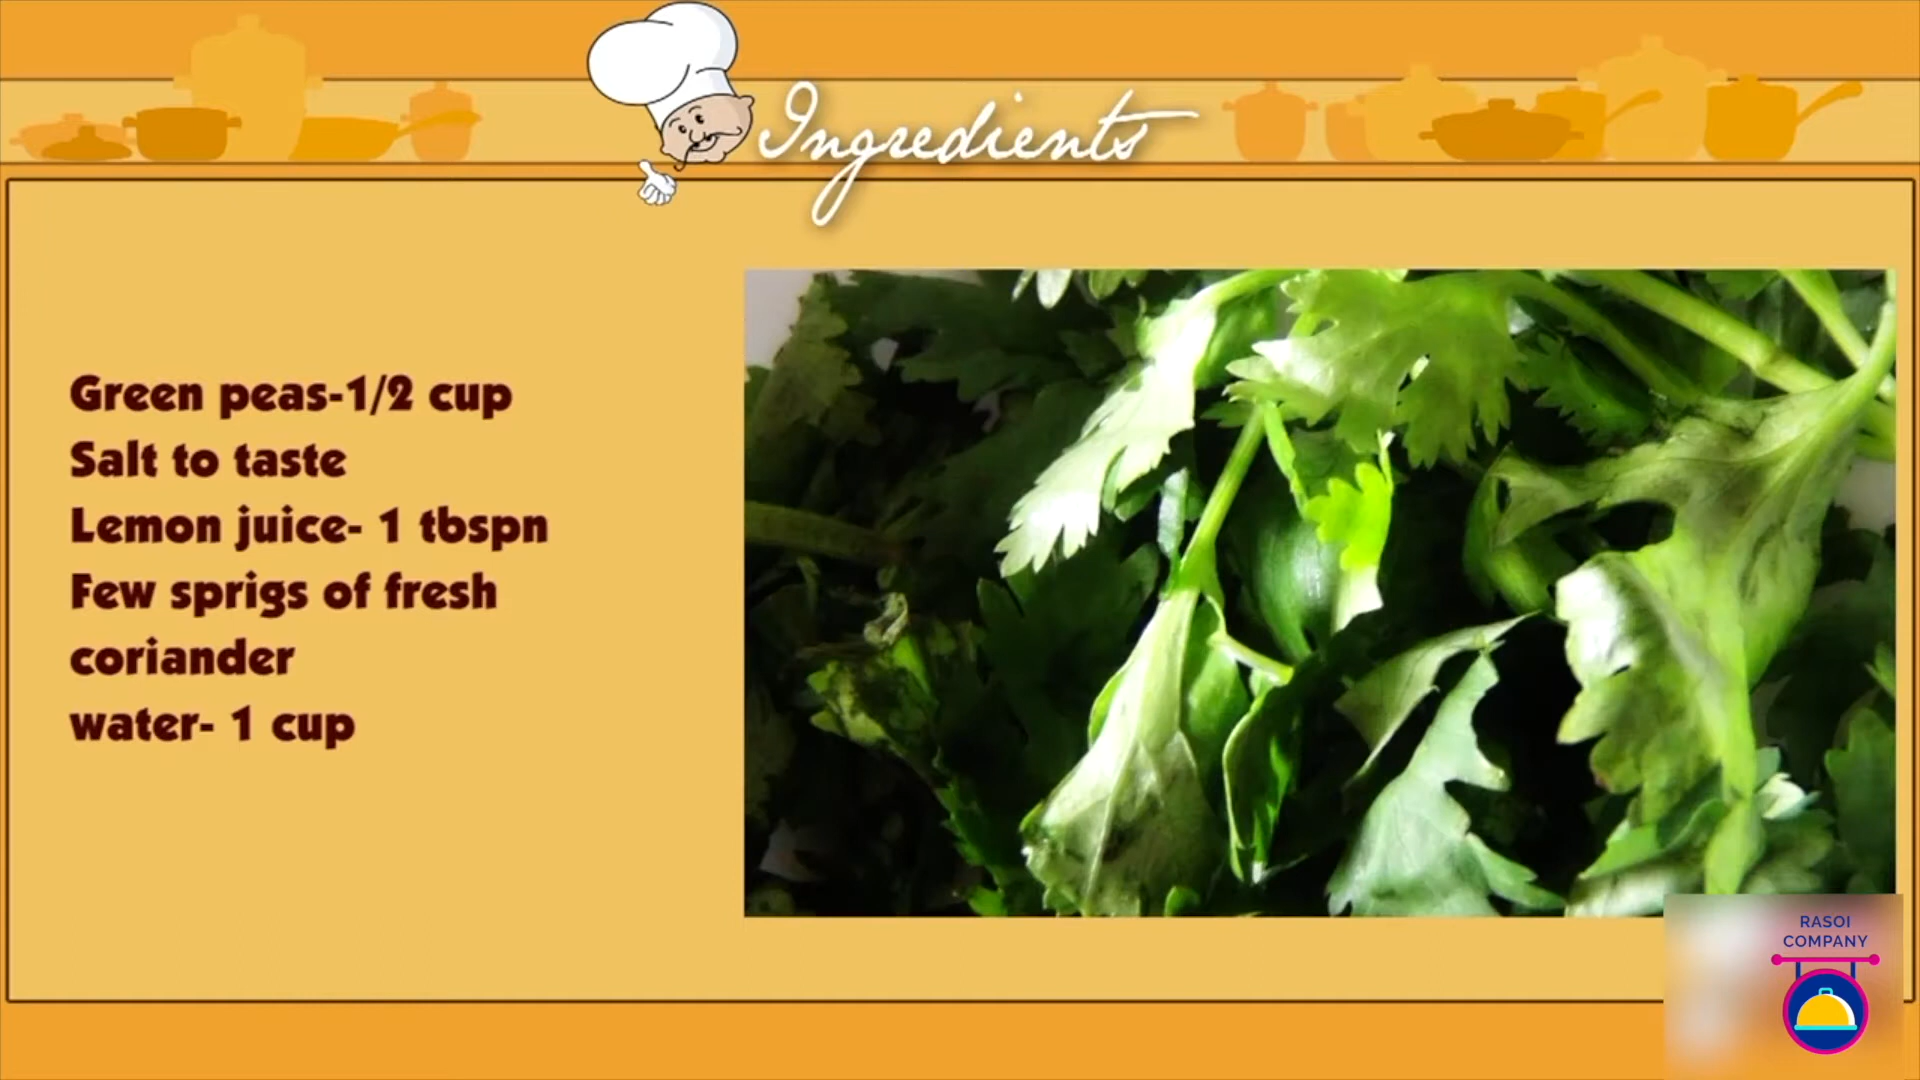 Ingredients
Green peas-1/2 cup
Salt to taste
Lemon juice- 1 tbspn
Few sprigs of fresh
coriander
water- 1 cup
RASOI
COMPANY